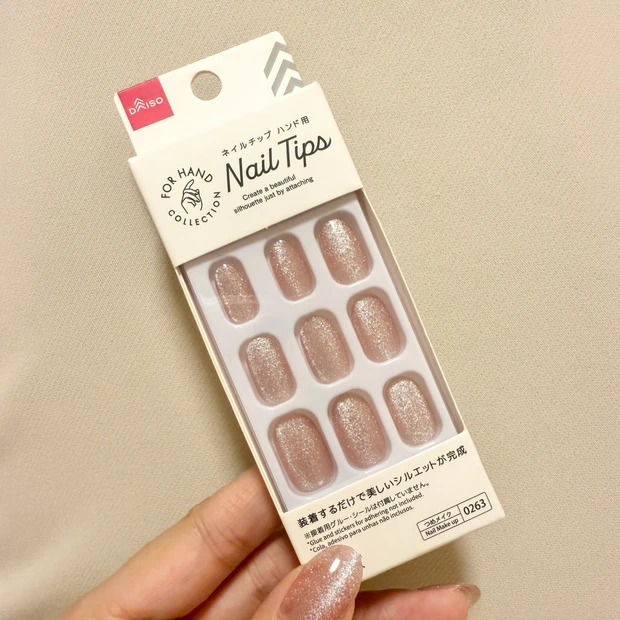 DAISO
ネイルチップ ハンド用
Nail Tips
Create a beautiful
silhouette just by attaching
FOR HAND
COLLECTION
装着するだけで美しいシルエットが完成
※接着用グルー・シールは付属していません。
*Glue and stickers for adhering not included.
*Cola, adesivo para unhas não inclusos.
つめメイク
Nail Make up
0263